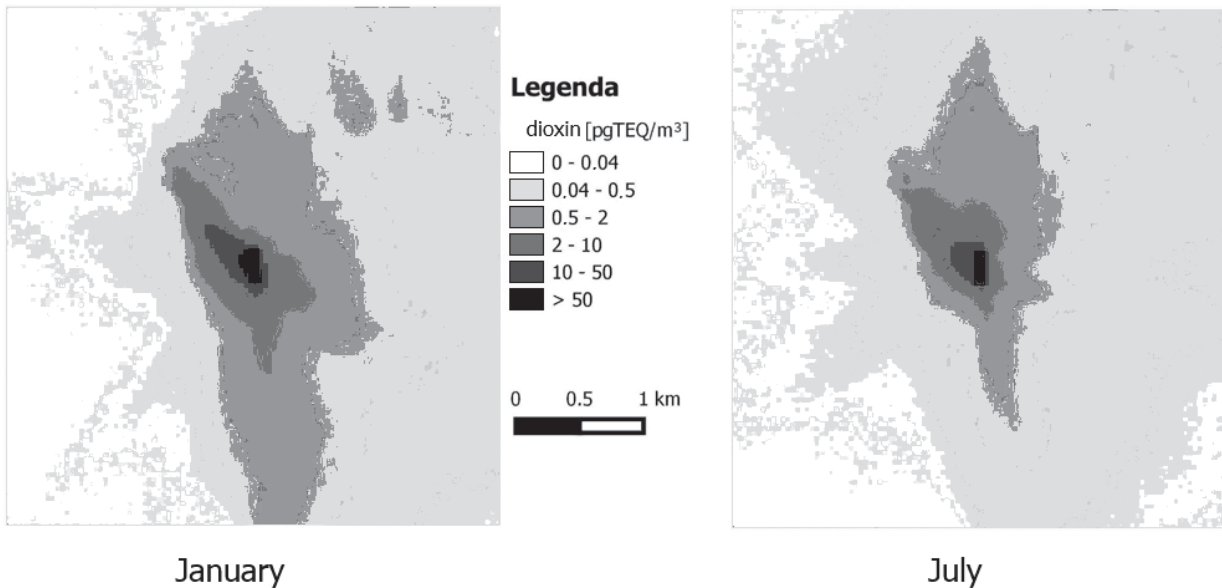 Legenda
dioxin [pgTEQ/m³]
0 - 0.04
0.04 - 0.5
0.5 - 2
2 - 10
10 - 50
> 50
0 0.5 1 km
January
July